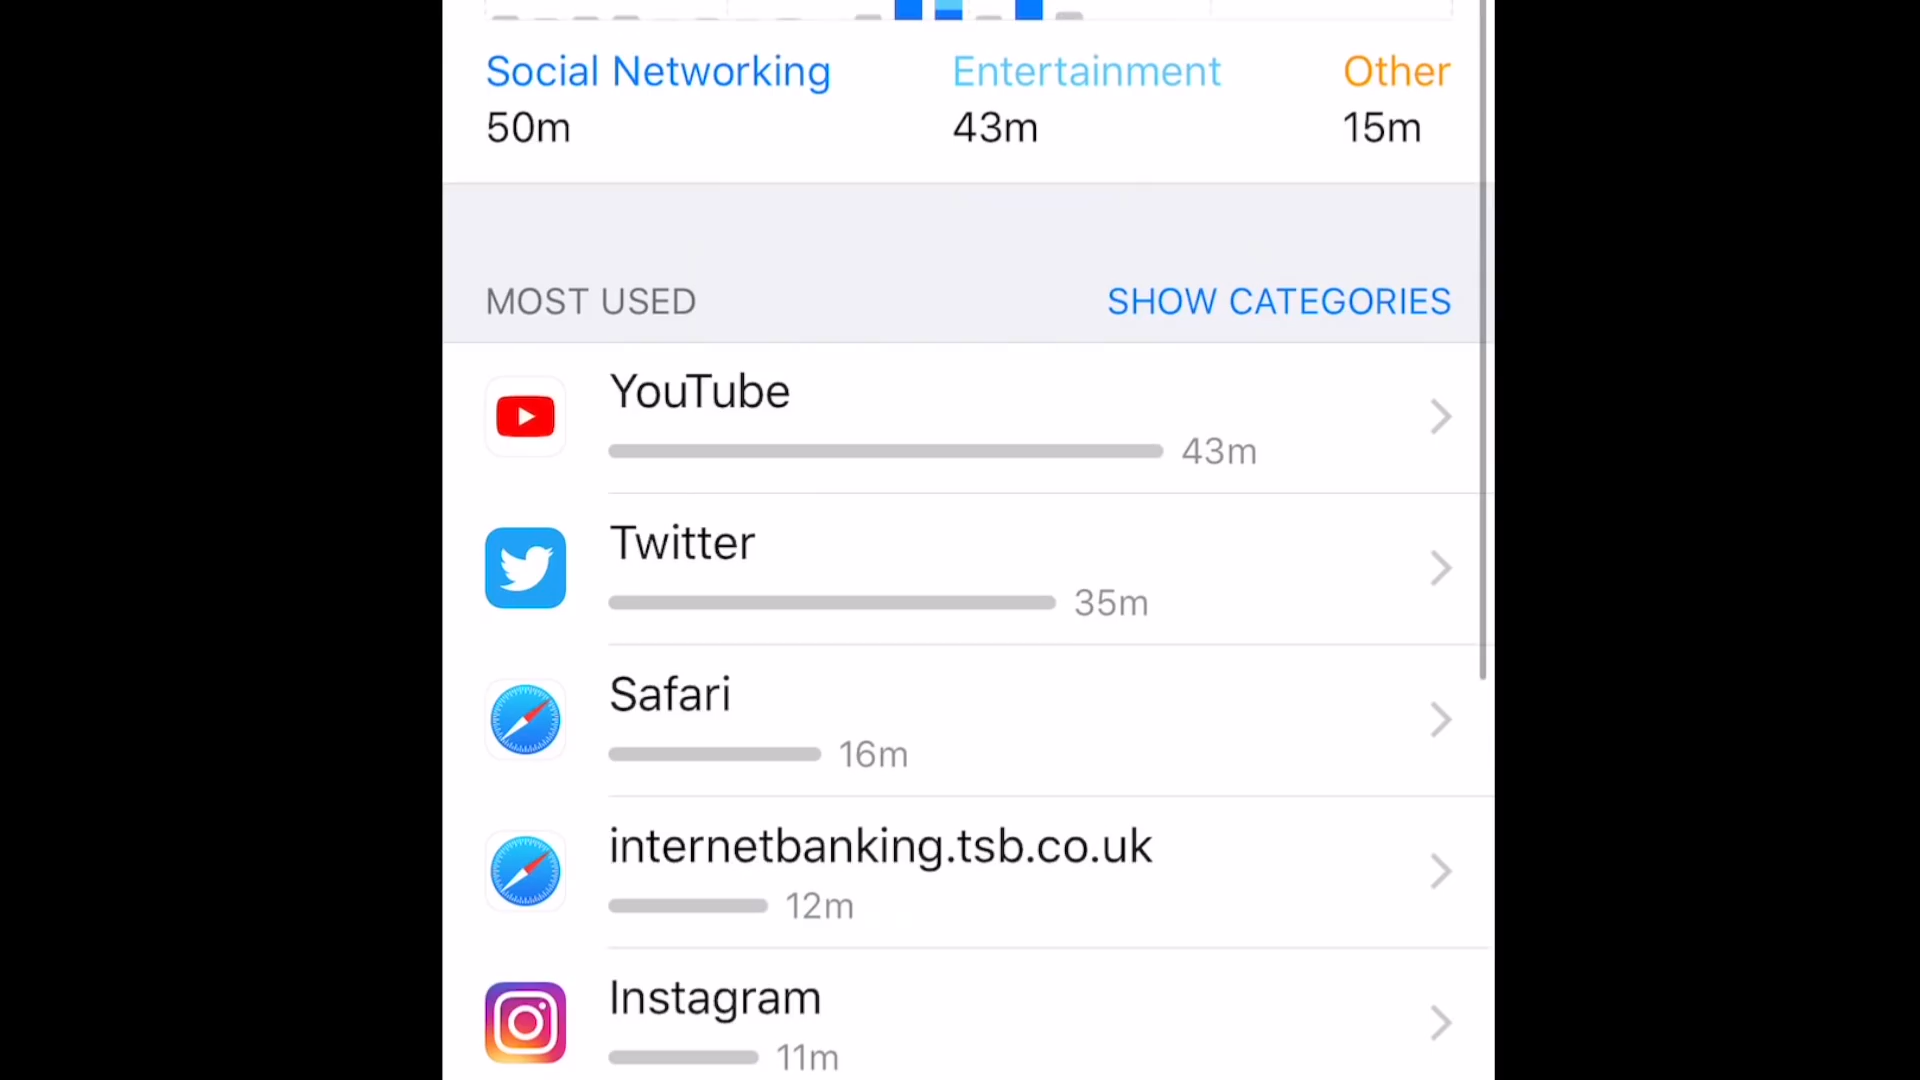 Social Networking Entertainment Other
50m 43m 15m
MOST USED SHOW CATEGORIES
YouTube
43m
Twitter
35m
Safari
16m
internetbanking.tsb.co.uk
12m
Instagram
11m